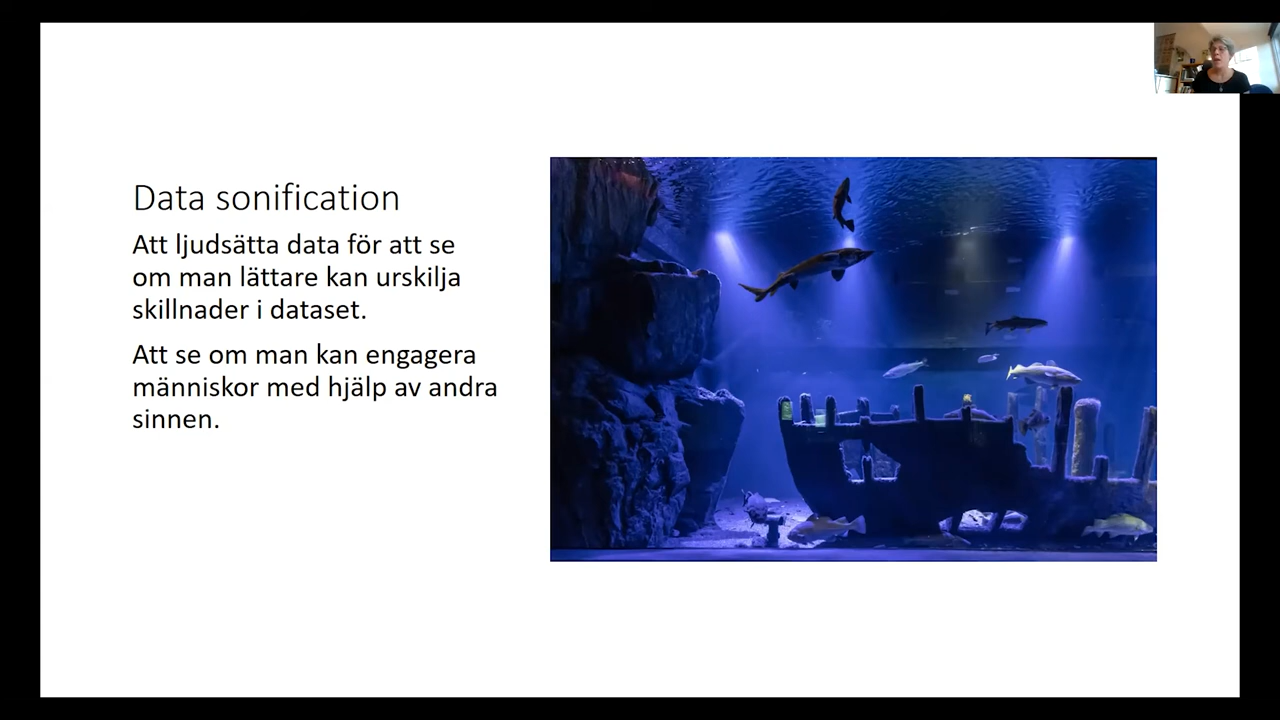 Data sonification
Att ljudsätta data för att se
om man lättare kan urskilja
skillnader i dataset.
Att se om man kan engagera
människor med hjälp av andra
sinnen.